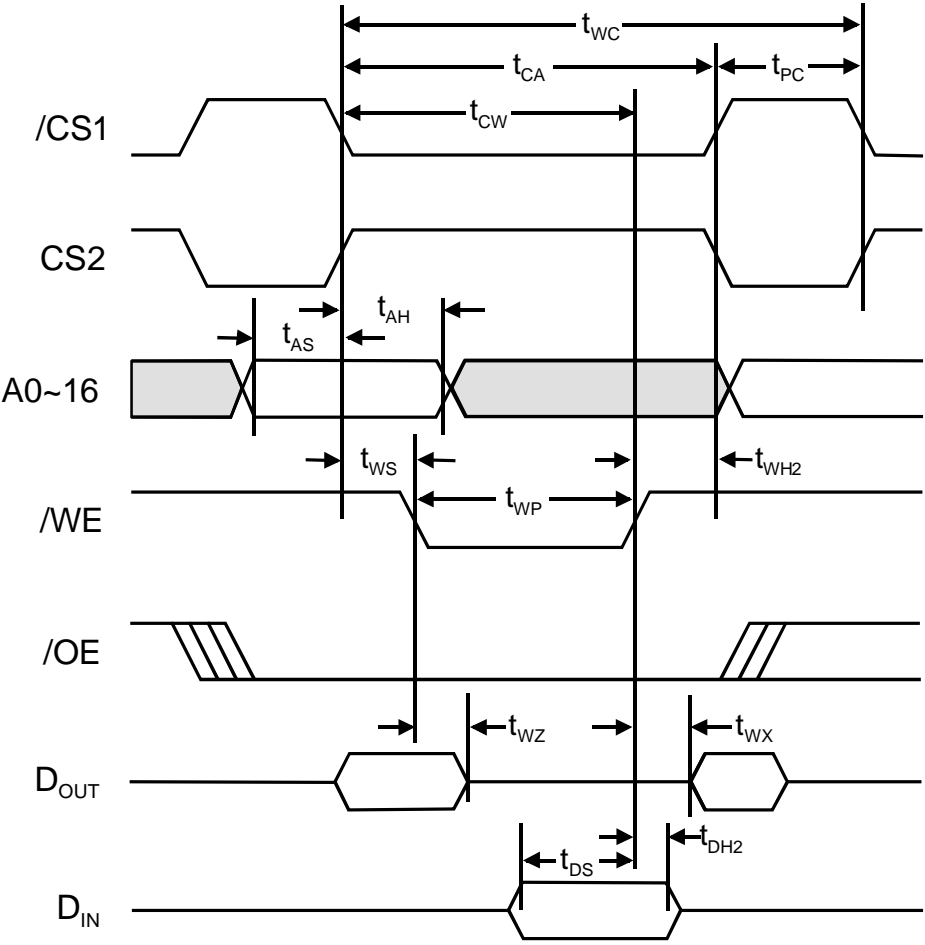 tWC
tCA
tPC
tCW
/CS1
CS2
tAH
tAS
A0~16
tWS
tWH2
tWP
/WE
/OE
tWZ
tWX
DOUT
tDH2
tDS
DIN